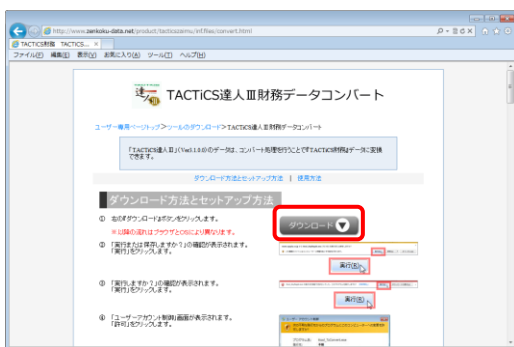 http://www.zenkoku-data.net/product/tacticszaimu/inf.files/convert.html
TACTiCS財務 TACTiCS...
ファイル(F) 編集(E) 表示(V) お気に入り(A) ツール(T) ヘルプ(H)
達人 TACTiCS達人Ⅲ財務データコンバート
ユーザー専用ページトップ>ツールのダウンロード>TACTiCS達人Ⅲ財務データコンバート
「TACTiCS達人Ⅲ」(Ver3.1.0.0)のデータは、コンバート処理を行うことで『TACTiCS財務』データに変換
できます。
ダウンロード方法とセットアップ方法 | 使用方法
ダウンロード方法とセットアップ方法
① 右の『ダウンロード』ボタンをクリックします。
ダウンロード
※以降の流れはブラウザとOSにより異なります。
② 「実行または保存しますか?」の確認が表示されます。
「実行」をクリックします。
実行(R)
③ 「実行しますか?」の確認が表示されます。
「実行」をクリックします。
実行(R)
④ 「ユーザーアカウント制御」画面が表示されます。
「許可」をクリックします。